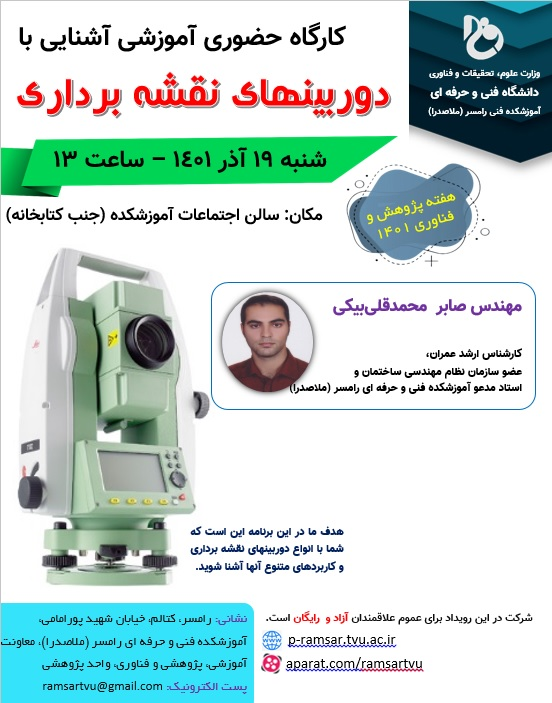 وزارت علوم، تحقیقات و فناوری
دانشگاه فنی و حرفه ای
آموزشکده فنی رامسر (ملاصدرا)
کارگاه حضوری آموزشی آشنایی با
دوربینهای نقشه برداری
شنبه ۱۹ آذر ۱۴۰۱ – ساعت ۱۳
هفته پژوهش و
فناوری ۱۴۰۱
مکان: سالن اجتماعات آموزشکده (جنب کتابخانه)
مهندس صابر محمدقلی‌بیکی
کارشناس ارشد عمران،
عضو سازمان نظام مهندسی ساختمان و
استاد مدعو آموزشکده فنی و حرفه ای رامسر (ملاصدرا)
هدف ما در این برنامه این است که
شما با انواع دوربینهای نقشه برداری
و کاربردهای متنوع آنها آشنا شوید.
شرکت در این رویداد برای عموم علاقمندان آزاد و رایگان است.
p-ramsar.tvu.ac.ir
aparat.com/ramsartvu
نشانی: رامسر، کتالم، خیابان شهید پورامامی،
آموزشکده فنی و حرفه ای رامسر (ملاصدرا)، معاونت
آموزشی، پژوهشی و فناوری، واحد پژوهشی
پست الکترونیک: ramsartvu@gmail.com